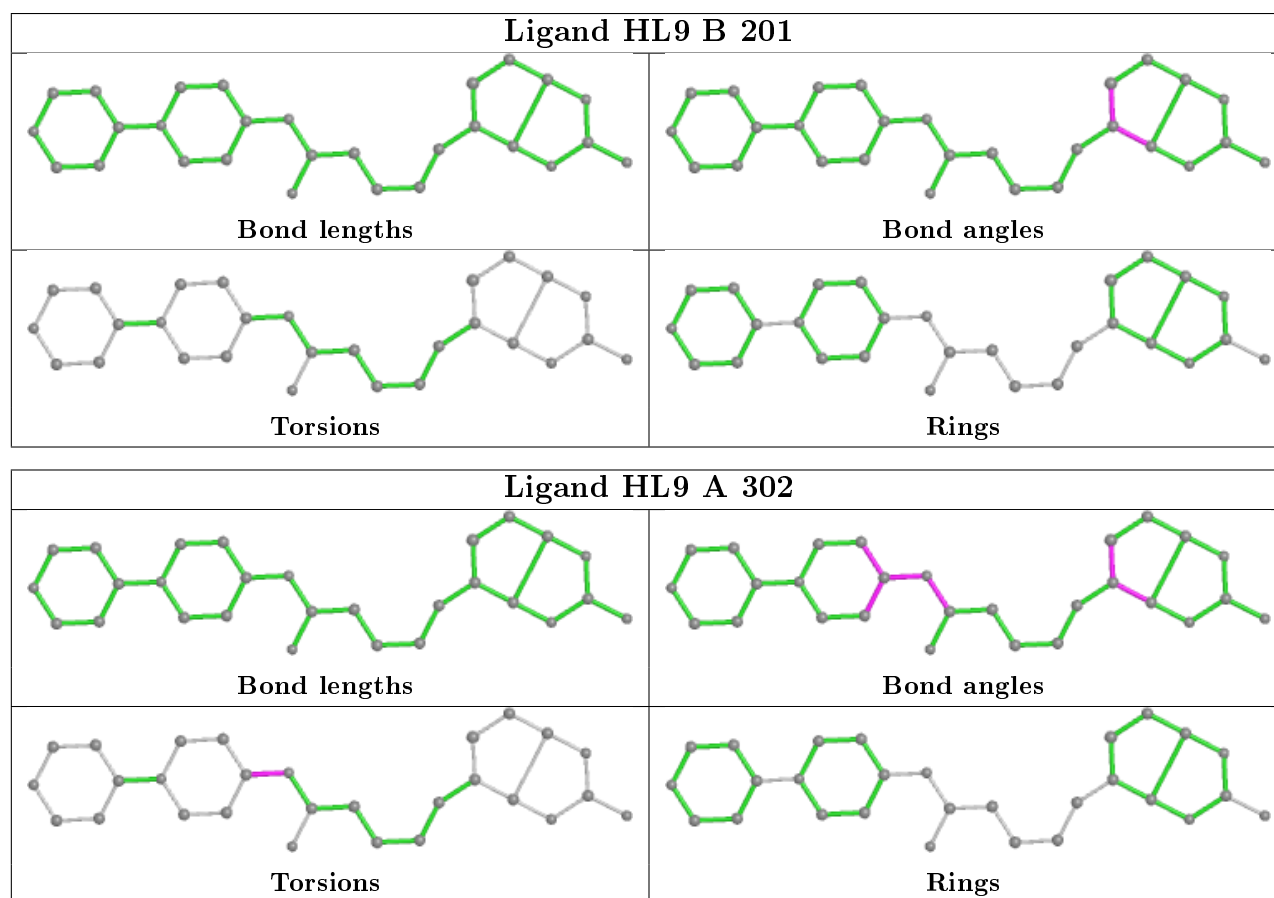 Ligand HL9 B 201
Bond lengths
Bond angles
Torsions
Rings
Ligand HL9 A 302
Bond lengths
Bond angles
Torsions
Rings